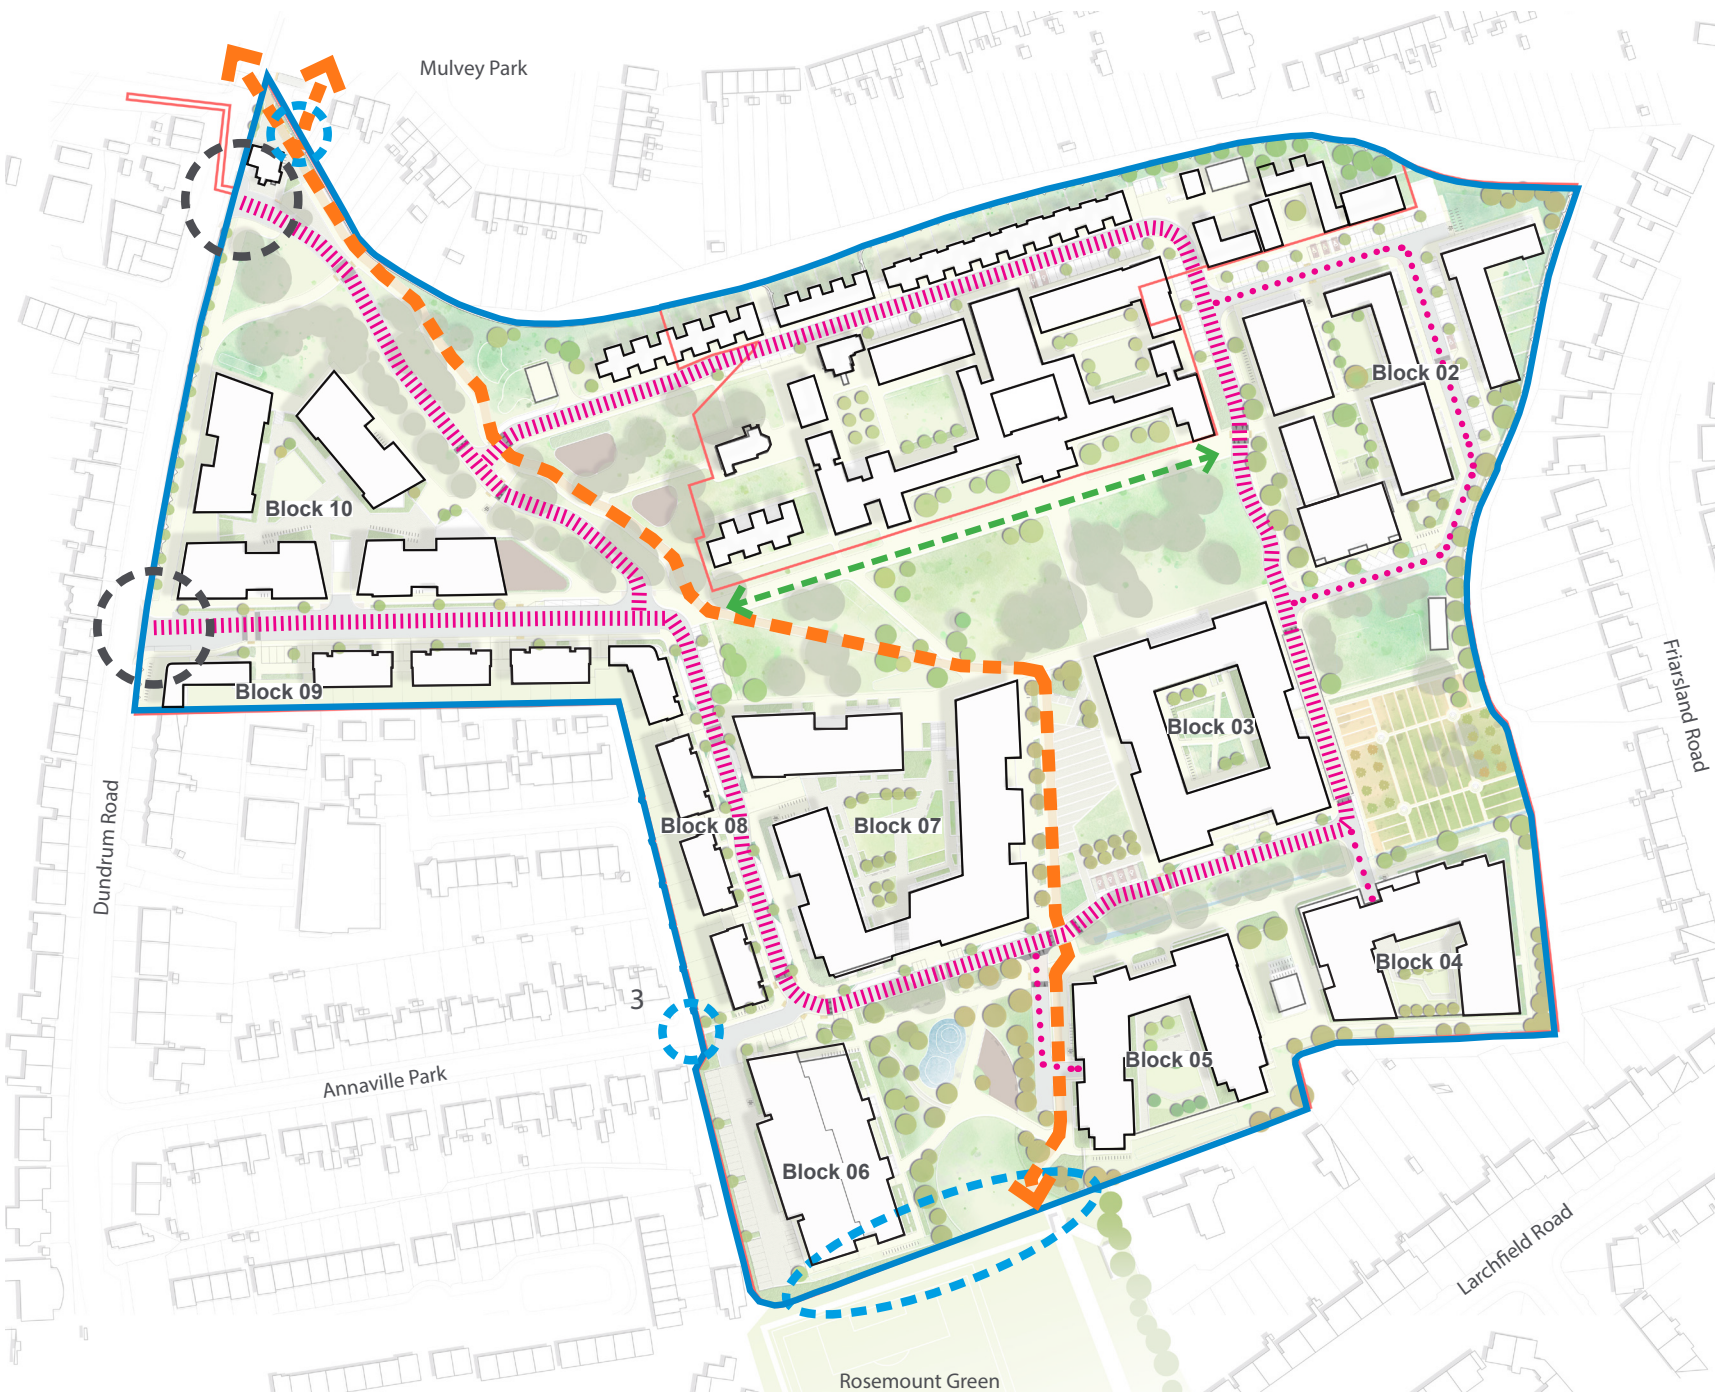 Mulvey Park
Block 02
Block 10
Block 09
Friarsland Road
Block 03
Dundrum Road
Block 08
Block 07
3
Block 04
Annaville Park
Block 05
Block 06
Larchfield Road
Rosemount Green